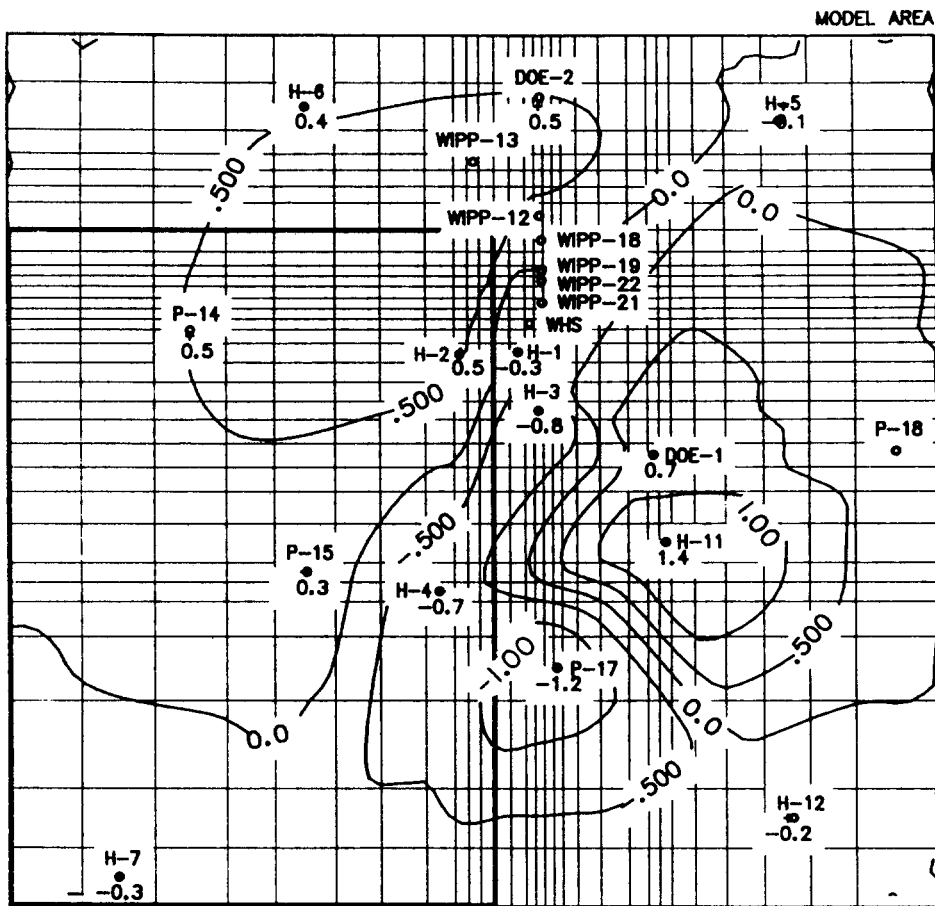 MODEL AREA
H-6
0.4
DOE-2
0.5
H-5
-0.1
WIPP-13
.500
0.0
0.0
WIPP-12
WIPP-18
WIPP-19
WIPP-22
WIPP-21
WHS
P-14
0.5
H-2
0.5
H-1
-0.3
.500
H-3
-0.8
P-18
DOE-1
0.7
-.500
1.00
H-11
1.4
P-15
0.3
H-4
-0.7
.500
-1.00
P-17
-1.2
0.0
0.0
-.500
H-12
-0.2
H-7
-0.3